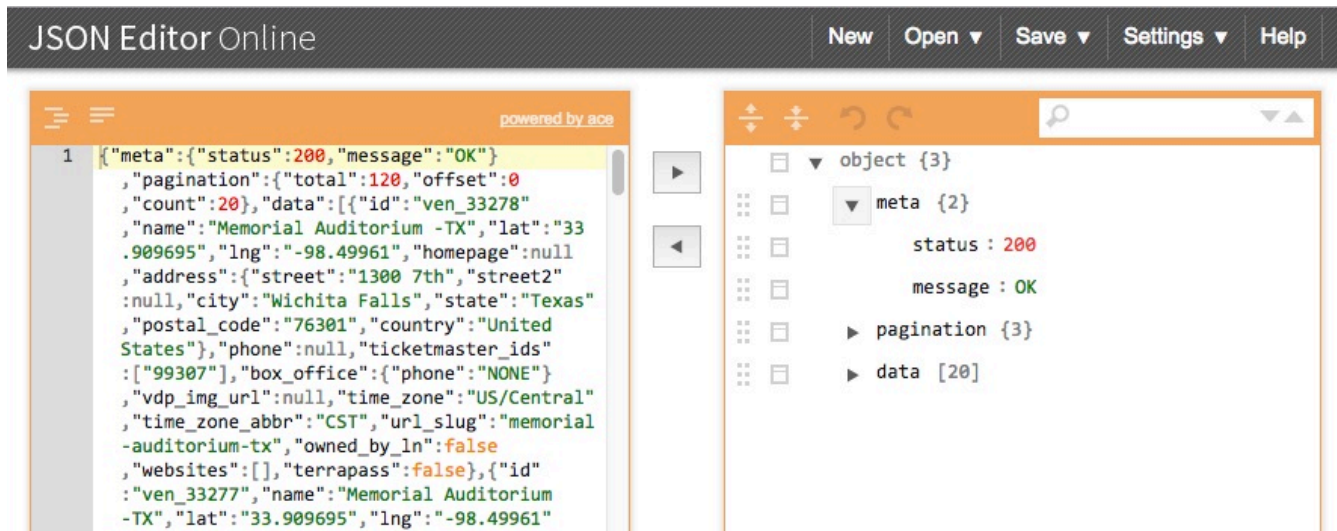 JSON Editor Online
New Open ▼ Save ▼ Settings ▼ Help
powered by ace
1 {"meta":{"status":200,"message":"OK"}
,"pagination":{"total":120,"offset":0
,"count":20},"data":[{"id":"ven_33278"
,"name":"Memorial Auditorium -TX","lat":"33
.909695","lng":"-98.49961","homepage":null
,"address":{"street":"1300 7th","street2"
:null,"city":"Wichita Falls","state":"Texas"
,"postal_code":"76301","country":"United
States"},"phone":null,"ticketmaster_ids"
:["99307"],"box_office":{"phone":"NONE"}
,"vdp_img_url":null,"time_zone":"US/Central"
,"time_zone_abbr":"CST","url_slug":"memorial
-auditorium-tx","owned_by_ln":false
,"websites":[],"terrapass":false},{"id"
:"ven_33277","name":"Memorial Auditorium
-TX","lat":"33.909695","lng":"-98.49961"
▼ object {3}
▼ meta {2}
status : 200
message : OK
► pagination {3}
► data [20]